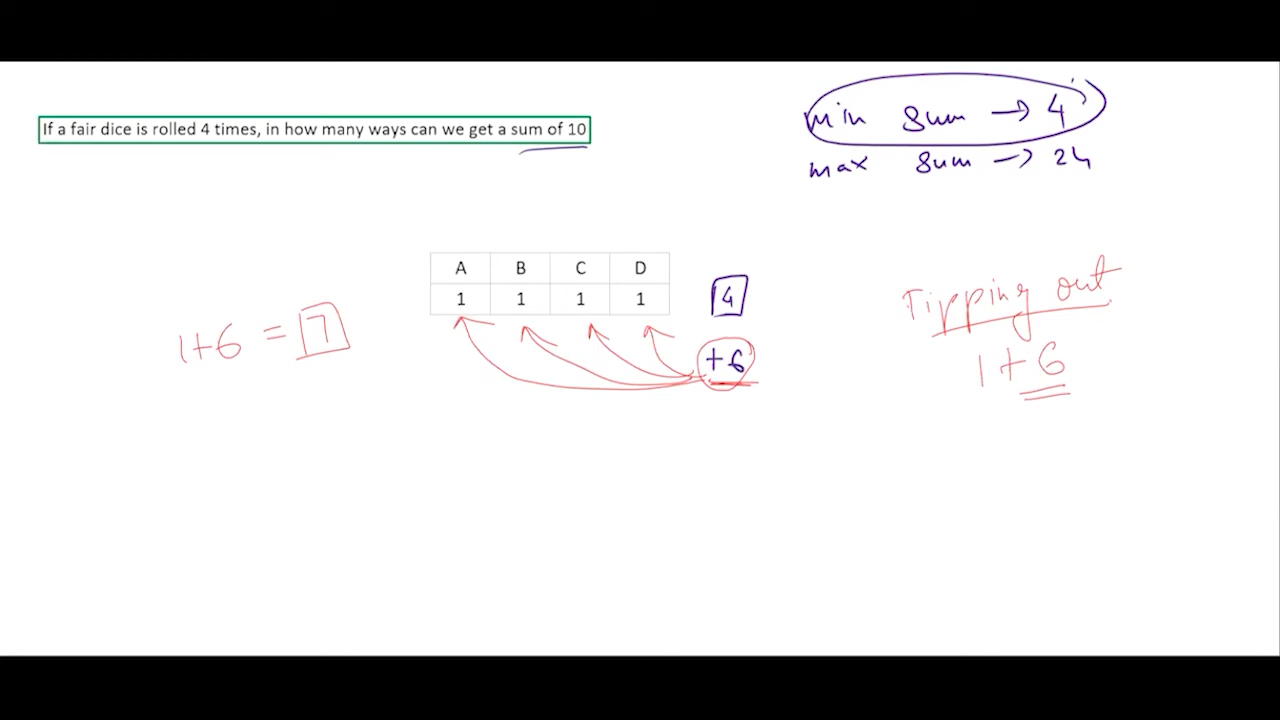 If a fair dice is rolled 4 times, in how many ways can we get a sum of 10
min sum → 4
max sum → 24
A B C D
1 1 1 1 4
+6
1+6 = 7
Tipping out
1+6